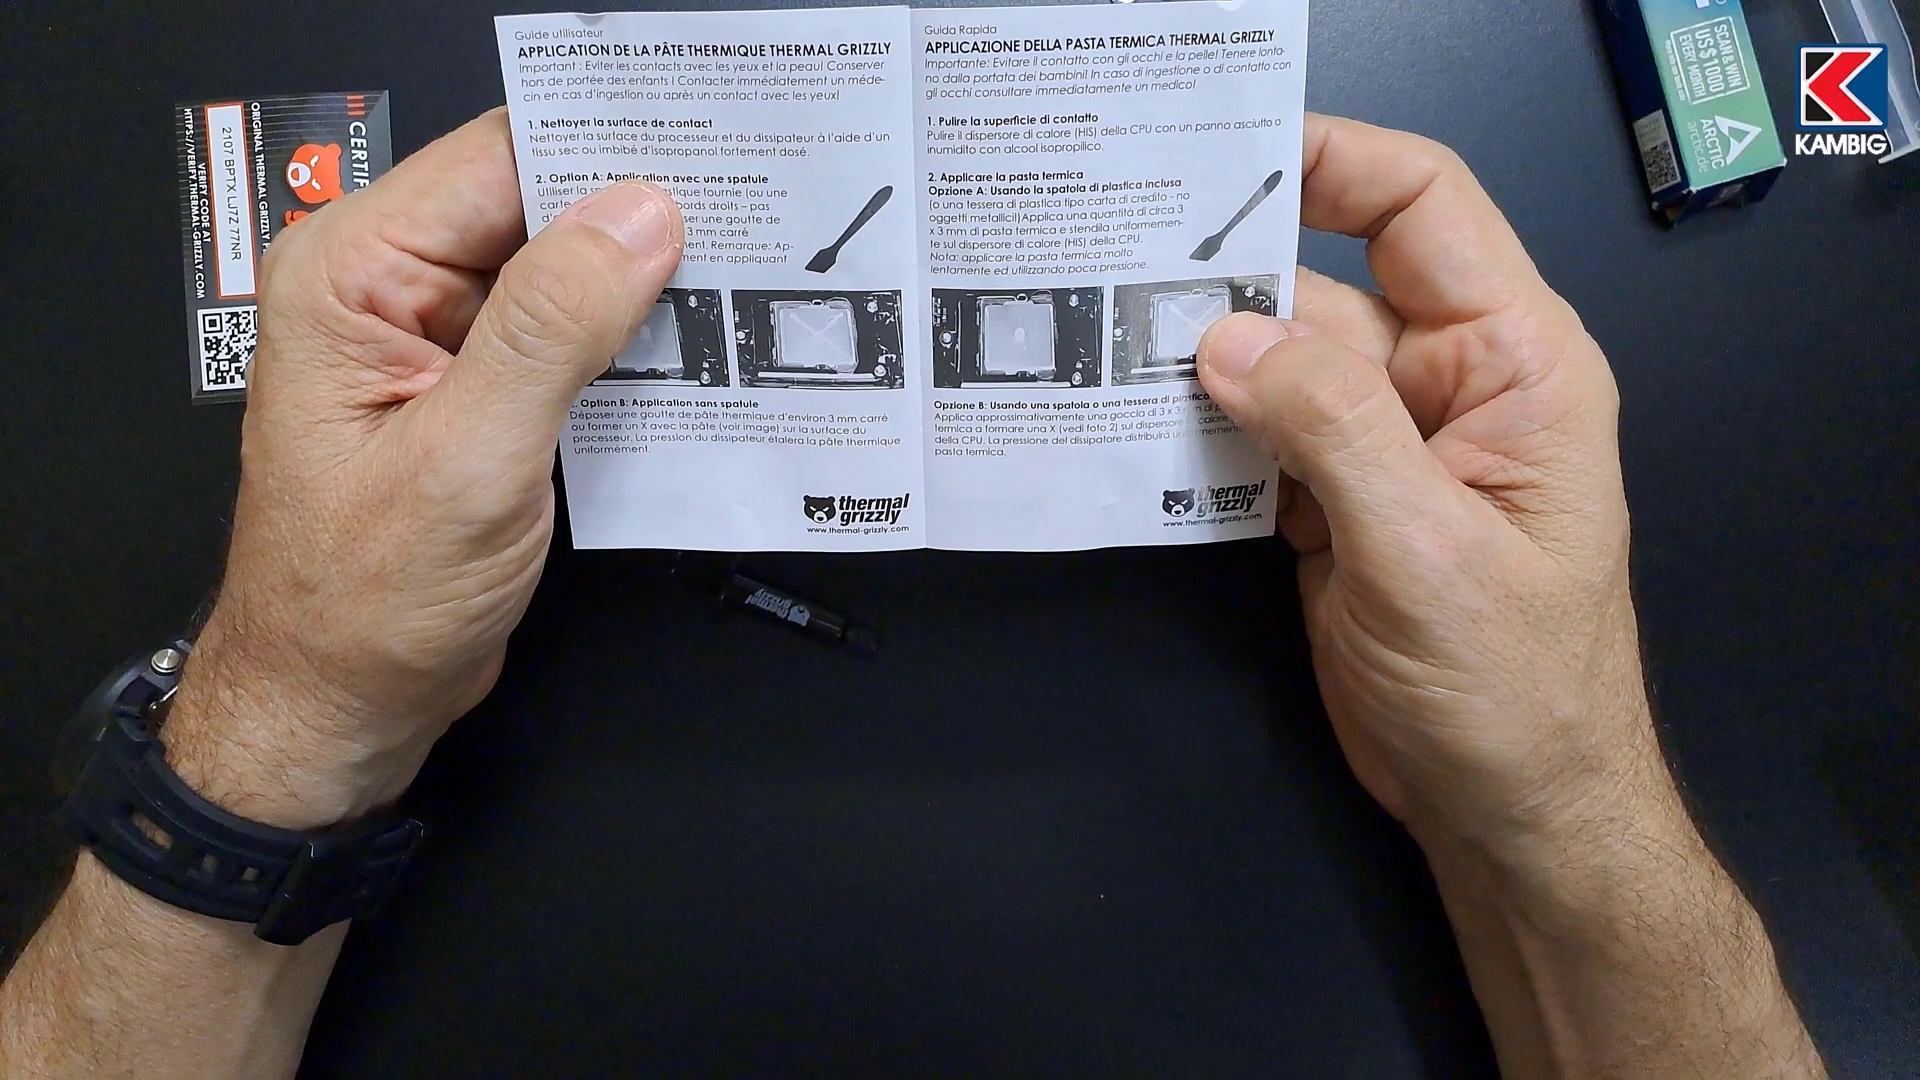 Guide utilisateur
APPLICATION DE LA PÂTE THERMIQUE THERMAL GRIZZLY
Important : Eviter les contacts avec les yeux et la peau! Conserver
hors de portée des enfants ! Contacter immédiatement un méde-
cin en cas d'ingestion ou après un contact avec les yeux!
1. Nettoyer la surface de contact
Nettoyer la surface du processeur et du dissipateur à l'aide d'un
tissu sec ou imbibé d'isopropanol fortement dosé.
2. Option A: Application avec une spatule
Utiliser la fournie (ou une
carte bords droits – pas
une goutte de
3 mm carré
Remarque: Ap-
en appliquant
Option B: Application sans spatule
Déposer une goutte de pâte thermique d'environ 3 mm carré
ou former un X avec la pâte (voir image) sur la surface du
processeur. La pression du dissipateur étalera la pâte thermique
uniformément.
thermal
grizzly
www.thermal-grizzly.com
Guida Rapida
APPLICAZIONE DELLA PASTA TERMICA THERMAL GRIZZLY
Importante: Evitare il contatto con gli occhi e la pelle! Tenere lonta-
no dalla portata dei bambini! In caso di ingestione o di contatto con
gli occhi consultare immediatamente un medico!
1. Pulire la superficie di contatto
Pulire il dispersore di calore (HIS) della CPU con un panno asciutto o
inumidito con alcool isopropilico.
2. Applicare la pasta termica
Opzione A: Usando la spatola di plastica inclusa
(o una tessera di plastica tipo carta di credito - no
oggetti metallici!) Applica una quantità di circa 3
x 3 mm di pasta termica e stendila uniformemen-
te sul dispersore di calore (HIS) della CPU.
Nota: applicare la pasta termica molto
lentamente ed utilizzando poca pressione.
Opzione B: Usando una spatola o una tessera di plastica
Applica approssimativamente una goccia di 3 x 3
termica a formare una X (vedi foto 2) sul dispersore calore
della CPU. La pressione del dissipatore distribuirà
pasta termica.
thermal
grizzly
www.thermal-grizzly.com
ORIGINAL THERMAL GRIZZLY
2107 BPTX LJ7Z 77NR
VERIFY CODE AT
HTTPS://VERIFY.THERMAL-GRIZZLY.COM
thermal
grizzly
SCAN & WIN
US$ 1000
EVERY MONTH
ARCTIC
arctic.de
KAMBIG